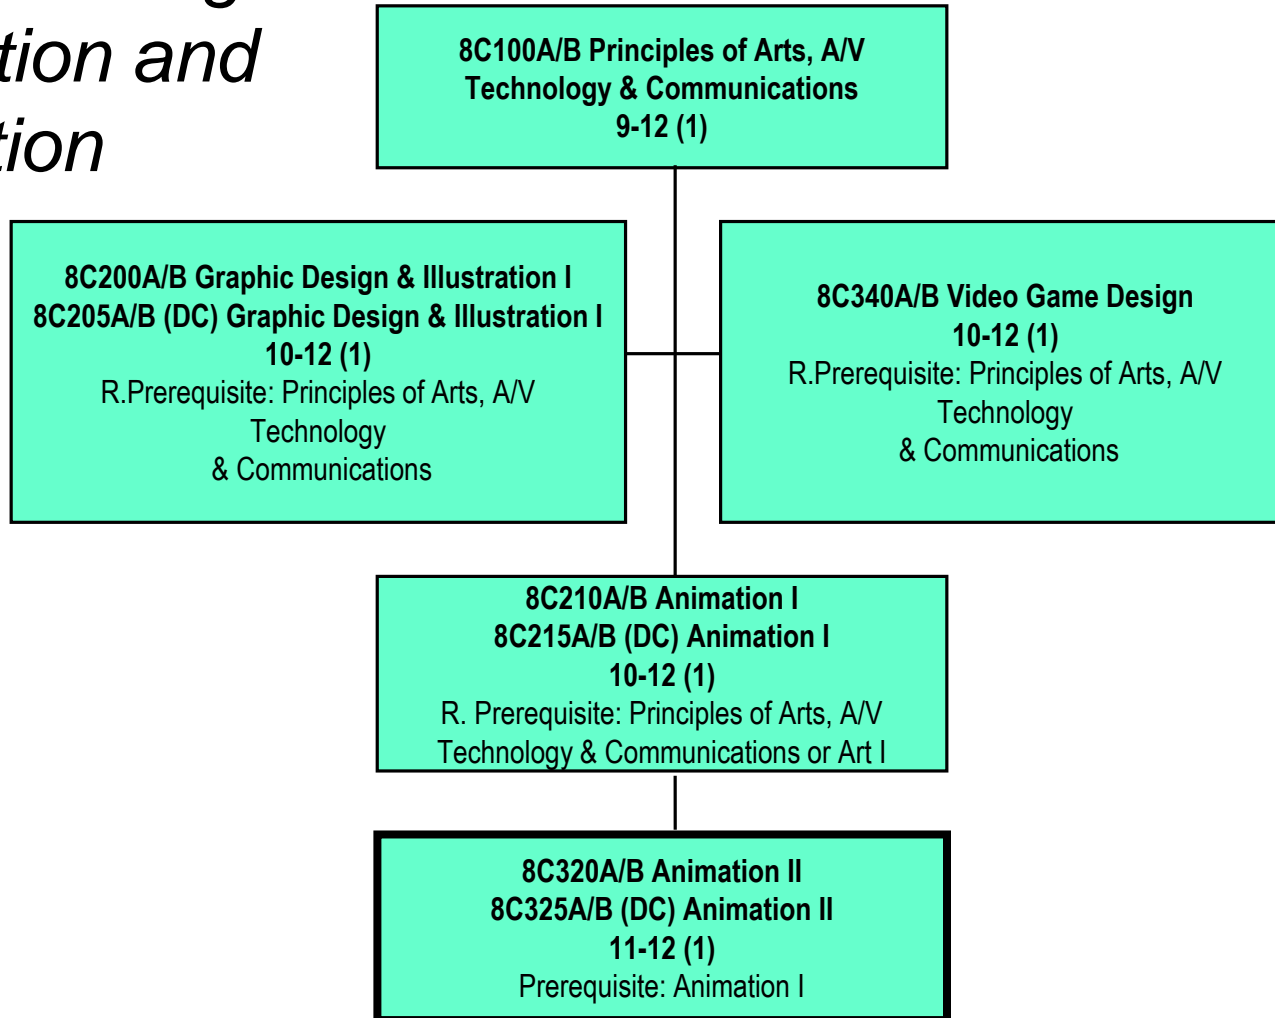 tion and
tion
8C100A/B Principles of Arts, A/V
Technology & Communications
9-12 (1)
8C200A/B Graphic Design & Illustration I
8C205A/B (DC) Graphic Design & Illustration I
10-12 (1)
R.Prerequisite: Principles of Arts, A/V
Technology
& Communications
8C340A/B Video Game Design
10-12 (1)
R.Prerequisite: Principles of Arts, A/V
Technology
& Communications
8C210A/B Animation I
8C215A/B (DC) Animation I
10-12 (1)
R. Prerequisite: Principles of Arts, A/V
Technology & Communications or Art I
8C320A/B Animation II
8C325A/B (DC) Animation II
11-12 (1)
Prerequisite: Animation I